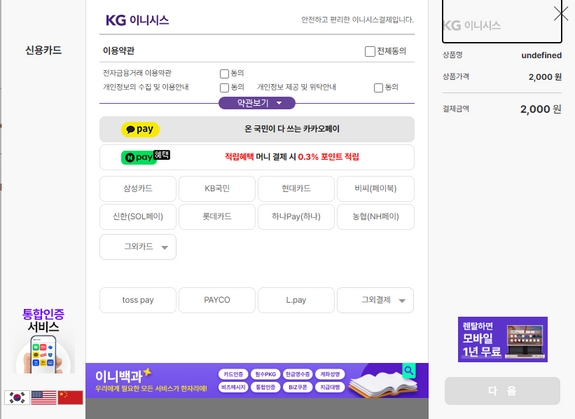 신용카드
KG 이니시스
안전하고 편리한 이니시스결제입니다.
이용약관
전체동의
전자금융거래 이용약관 동의
개인정보의 수집 및 이용안내 동의 개인정보 제공 및 위탁안내 동의
약관보기
pay 온 국민이 다 쓰는 카카오페이
N pay 혜택 적립혜택 머니 결제 시 0.3% 포인트 적립
삼성카드 KB국민 현대카드 비씨(페이북)
신한(SOL페이) 롯데카드 하나Pay(하나) 농협(NH페이)
그외카드
toss pay PAYCO L.pay 그외결제
통합인증
서비스
이니백과
우리에게 필요한 모든 서비스가 한자리에!
카드인증 필수PKG 현금영수증 계좌성명
비즈메시지 통합인증 B2C쿠폰 지급대행
KG 이니시스
상품명 undefined
상품가격 2,000 원
결제금액 2,000 원
렌탈하면
모바일
1년 무료
다 음